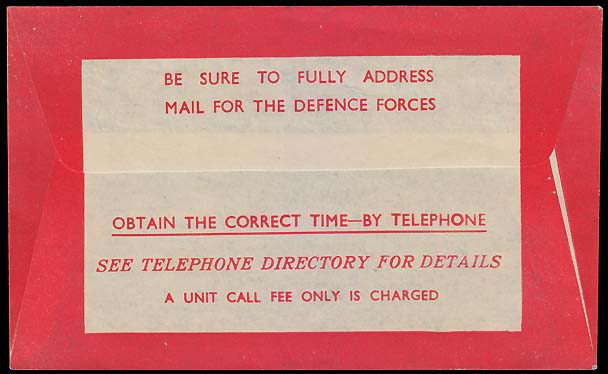 BE SURE TO FULLY ADDRESS
MAIL FOR THE DEFENCE FORCES
OBTAIN THE CORRECT TIME—BY TELEPHONE
SEE TELEPHONE DIRECTORY FOR DETAILS
A UNIT CALL FEE ONLY IS CHARGED